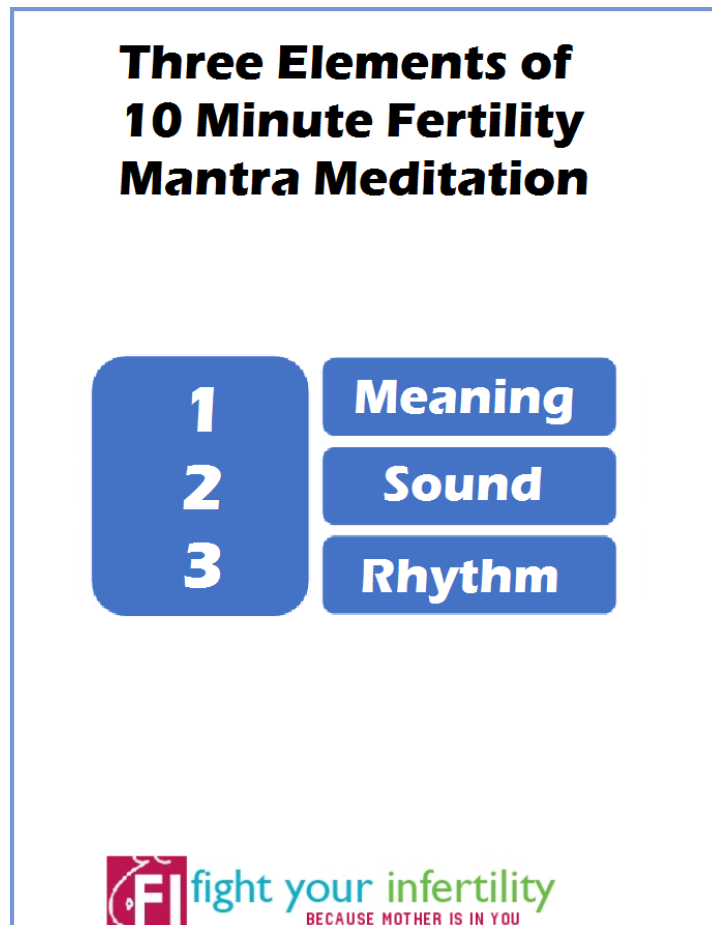 Three Elements of
10 Minute Fertility
Mantra Meditation
1 Meaning
2 Sound
3 Rhythm
FI fight your infertility
BECAUSE MOTHER IS IN YOU